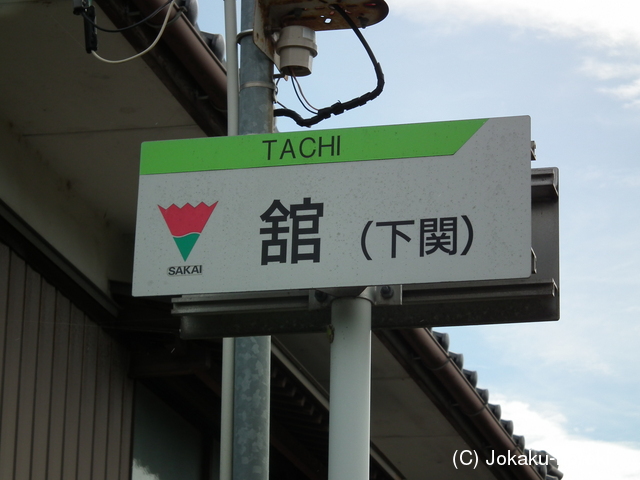 TACHI
舘 (下関)
SAKAI
(C) Jokaku-